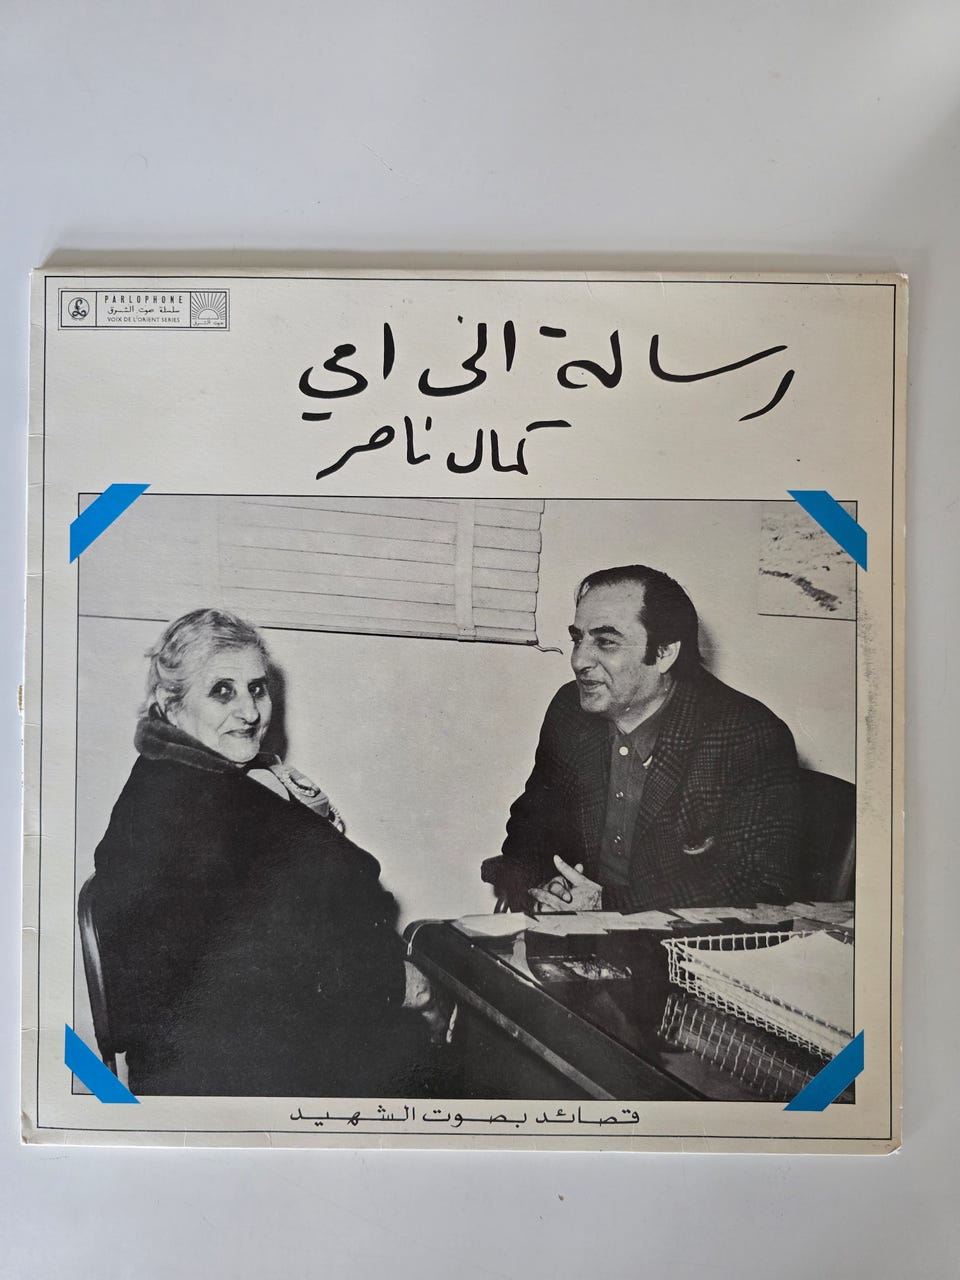 PARLOPHONE
سلسلة صوت الشرق
VOIX DE L'ORIENT SERIES
صوت الشرق
رسالة الى امي
كمال ناصر
قصائد بصوت الشهيد